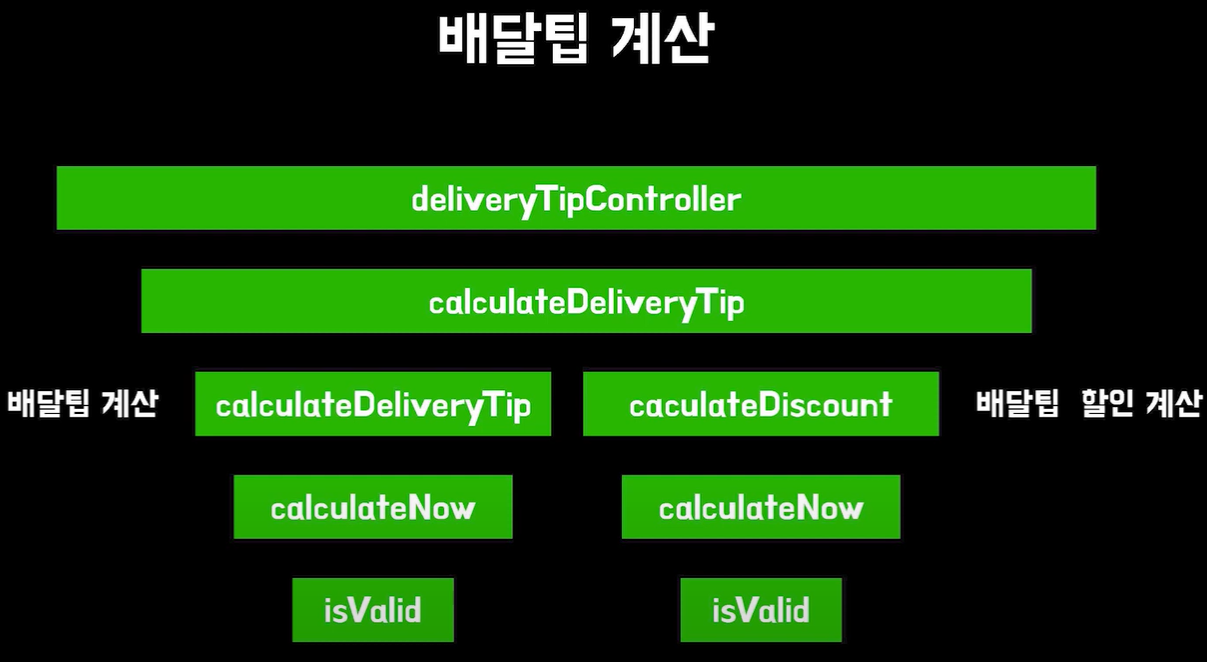 배달팁 계산
deliveryTipController
calculateDeliveryTip
배달팁 계산 calculateDeliveryTip caculateDiscount 배달팁 할인 계산
calculateNow calculateNow
isValid isValid